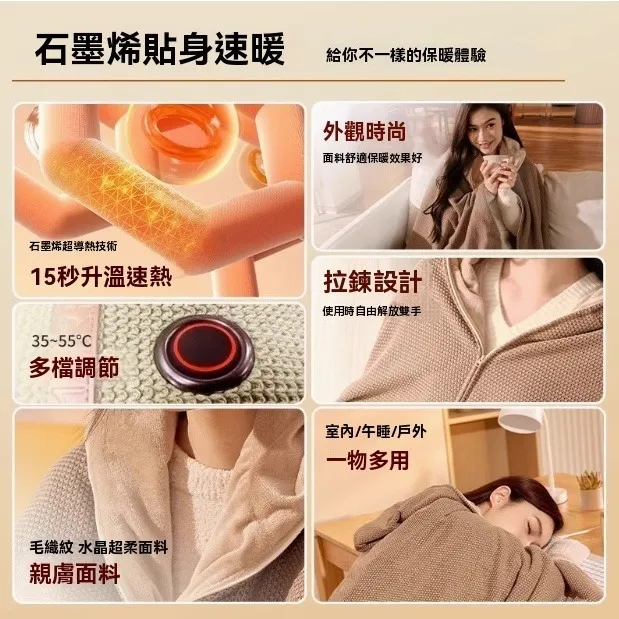 石墨烯貼身速暖
給你不一樣的保暖體驗
石墨烯超導熱技術
15秒升溫速熱
外觀時尚
面料舒適保暖效果好
35~55℃
多檔調節
拉鍊設計
使用時自由解放雙手
毛織紋 水晶超柔面料
親膚面料
室內/午睡/戶外
一物多用